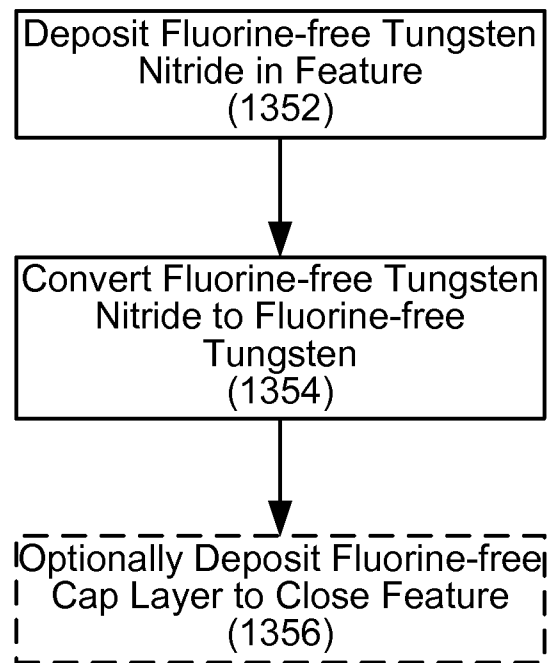 Deposit Fluorine-free Tungsten
Nitride in Feature
(1352)
Convert Fluorine-free Tungsten
Nitride to Fluorine-free
Tungsten
(1354)
Optionally Deposit Fluorine-free
Cap Layer to Close Feature
(1356)